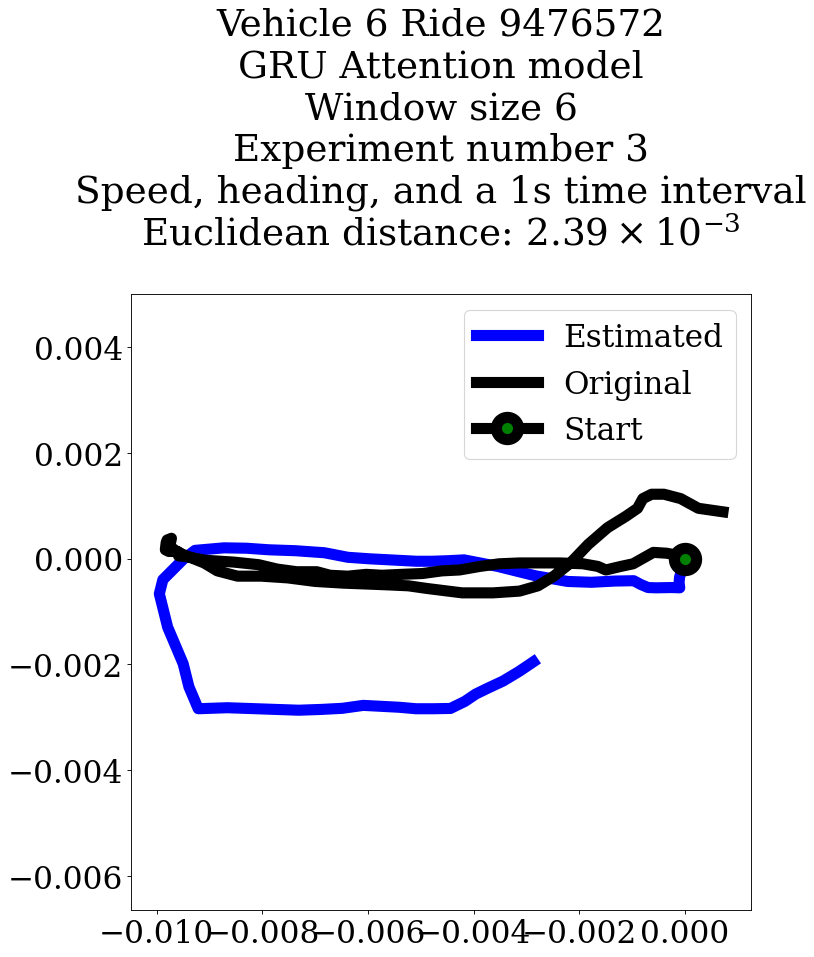 Vehicle 6 Ride 9476572
GRU Attention model
Window size 6
Experiment number 3
Speed, heading, and a 1s time interval
Euclidean distance: 2.39 × 10⁻³
Estimated
Original
Start
0.004
0.002
0.000
−0.002
−0.004
−0.006
−0.010 −0.008 −0.006 −0.004 −0.002 0.000